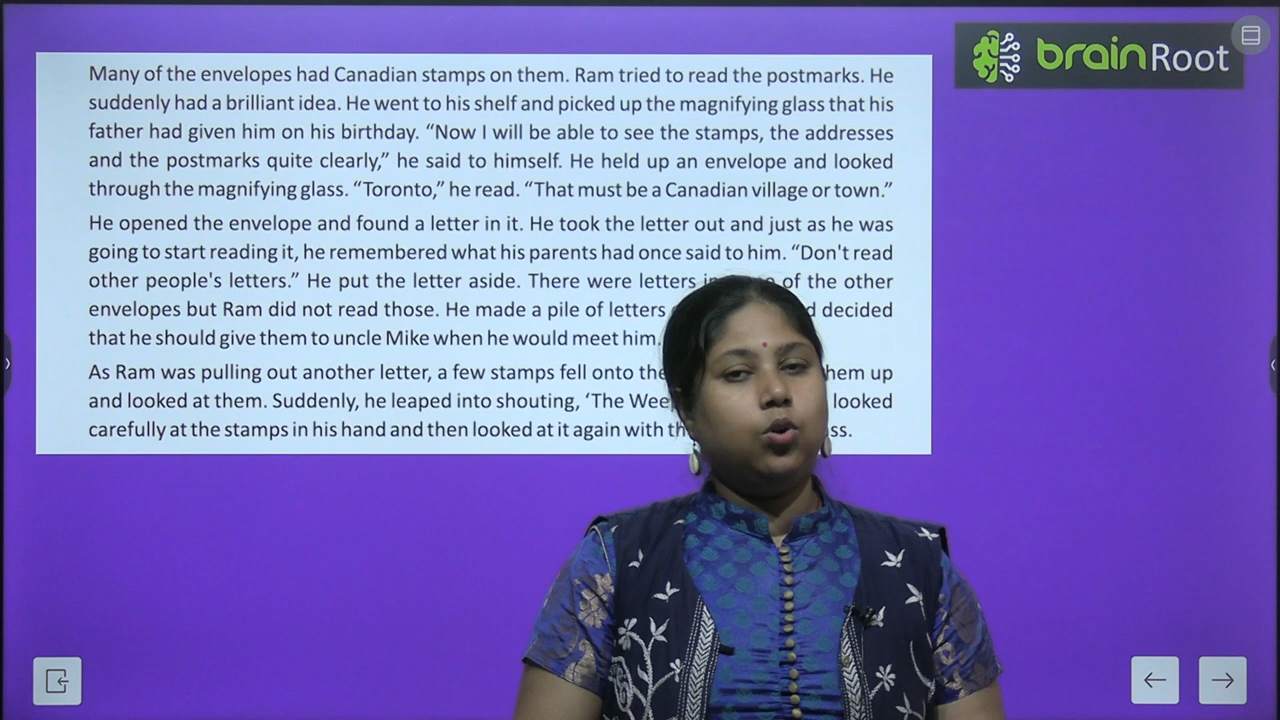 brainRoot
Many of the envelopes had Canadian stamps on them. Ram tried to read the postmarks. He
suddenly had a brilliant idea. He went to his shelf and picked up the magnifying glass that his
father had given him on his birthday. “Now I will be able to see the stamps, the addresses
and the postmarks quite clearly,” he said to himself. He held up an envelope and looked
through the magnifying glass. “Toronto,” he read. “That must be a Canadian village or town.”
He opened the envelope and found a letter in it. He took the letter out and just as he was
going to start reading it, he remembered what his parents had once said to him. “Don't read
other people's letters.” He put the letter aside. There were letters of the other
envelopes but Ram did not read those. He made a pile of letters decided
that he should give them to uncle Mike when he would meet him.
As Ram was pulling out another letter, a few stamps fell onto the up
and looked at them. Suddenly, he leaped into shouting, ‘The looked
carefully at the stamps in his hand and then looked at it again with